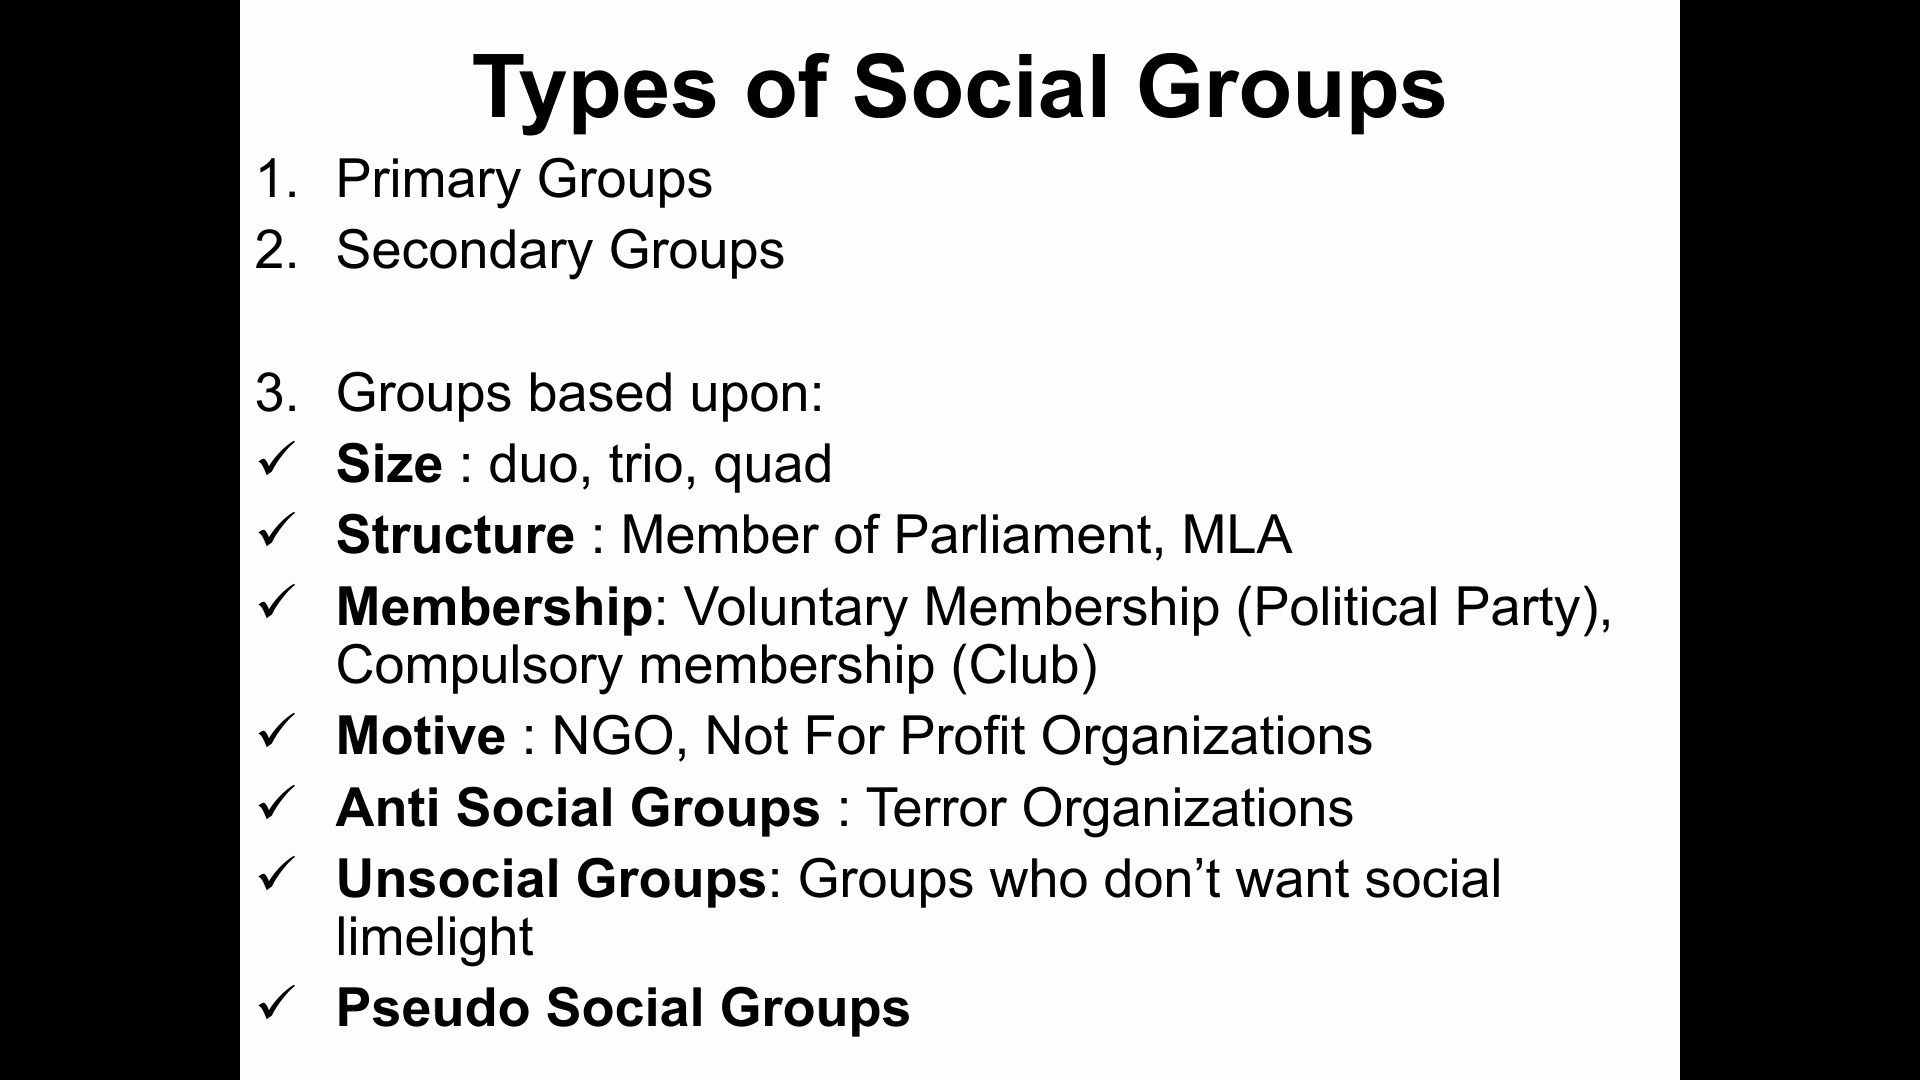 Types of Social Groups
1. Primary Groups
2. Secondary Groups
3. Groups based upon:
✓ Size : duo, trio, quad
✓ Structure : Member of Parliament, MLA
✓ Membership: Voluntary Membership (Political Party),
Compulsory membership (Club)
✓ Motive : NGO, Not For Profit Organizations
✓ Anti Social Groups : Terror Organizations
✓ Unsocial Groups: Groups who don’t want social
limelight
✓ Pseudo Social Groups